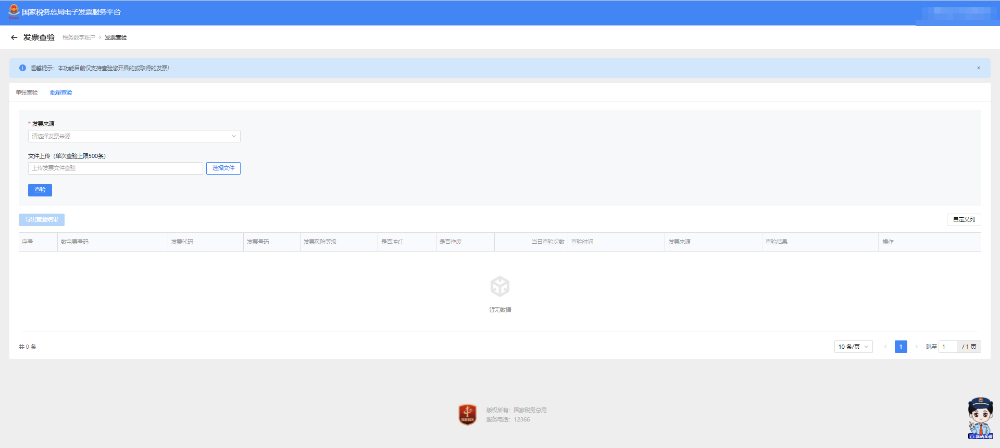 国家税务总局电子发票服务平台
发票查验 税务数字账户 > 发票查验
温馨提示：本功能目前仅支持查验您开具的或取得的发票！
单张查验 批量查验
* 发票来源
请选择发票来源
文件上传（单次查验上限500条）
上传发票文件查验 选择文件
查验
导出查验结果 自定义列
序号 数电票号码 发票代码 发票号码 发票风险等级 是否冲红 是否作废 当日查验次数 查验时间 发票来源 查验结果 操作
暂无数据
共 0 条 10 条/页 1 跳至 1 / 1 页
版权所有：国家税务总局
服务电话：12366
征纳互动